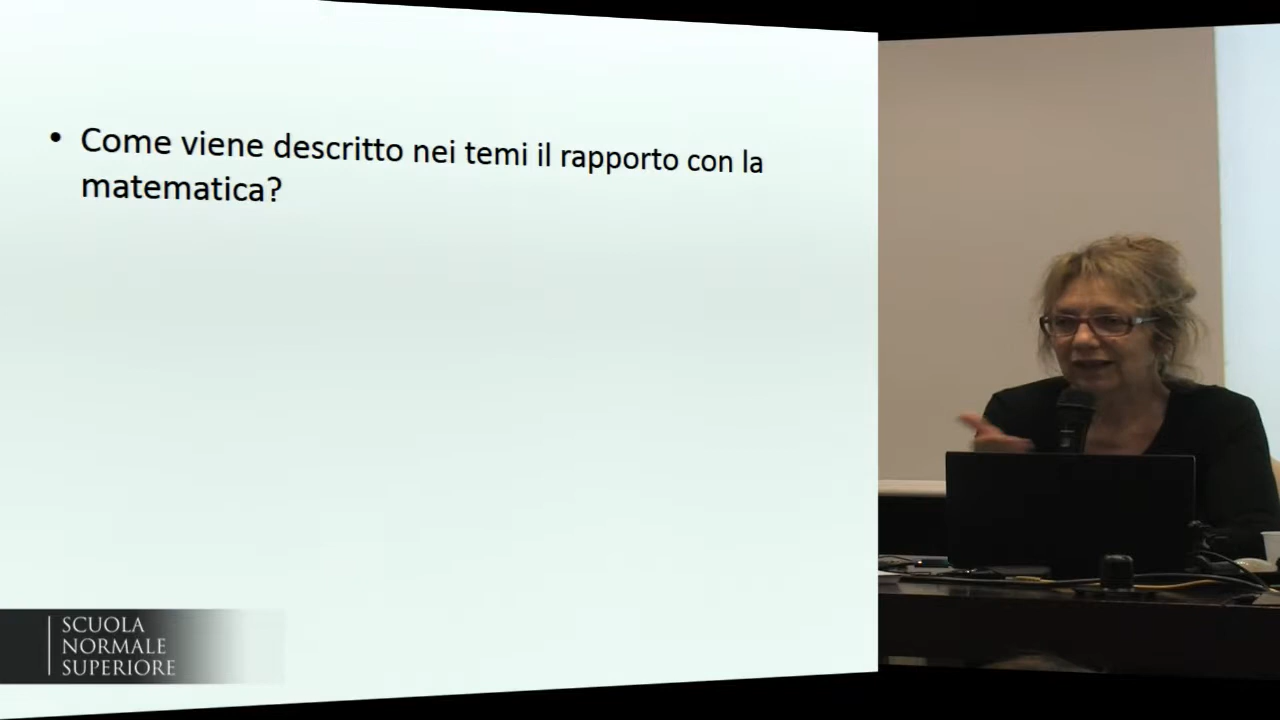 • Come viene descritto nei temi il rapporto con la
matematica?
SCUOLA
NORMALE
SUPERIORE